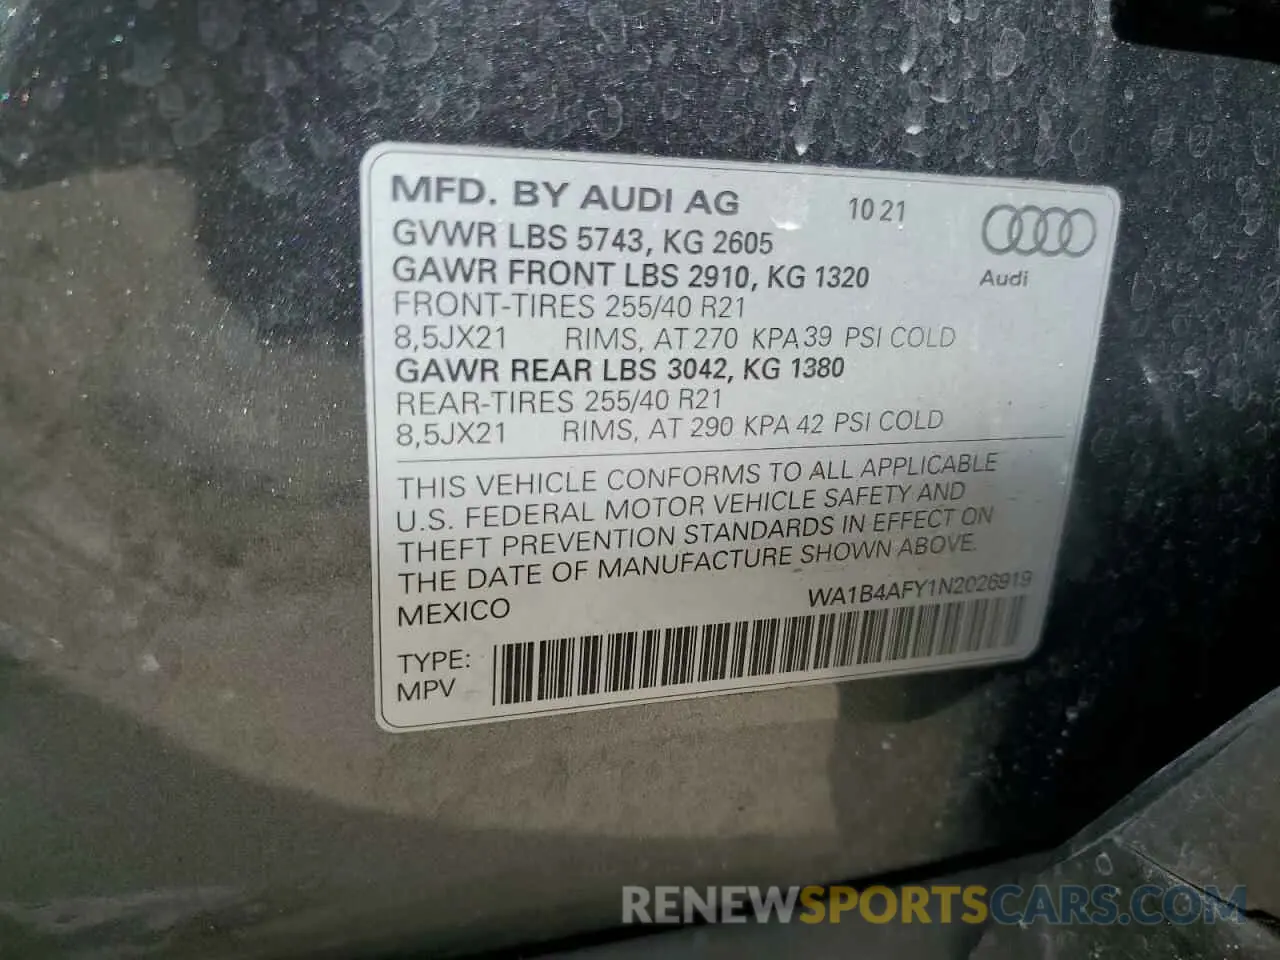 MFD. BY AUDI AG 10 21
GVWR LBS 5743, KG 2605
GAWR FRONT LBS 2910, KG 1320
Audi
FRONT-TIRES 255/40 R21
8,5JX21 RIMS, AT 270 KPA 39 PSI COLD
GAWR REAR LBS 3042, KG 1380
REAR-TIRES 255/40 R21
8,5JX21 RIMS, AT 290 KPA 42 PSI COLD
THIS VEHICLE CONFORMS TO ALL APPLICABLE
U.S. FEDERAL MOTOR VEHICLE SAFETY AND
THEFT PREVENTION STANDARDS IN EFFECT ON
THE DATE OF MANUFACTURE SHOWN ABOVE.
MEXICO WA1B4AFY1N2026919
TYPE:
MPV
RENEWSPORTSCARS.COM